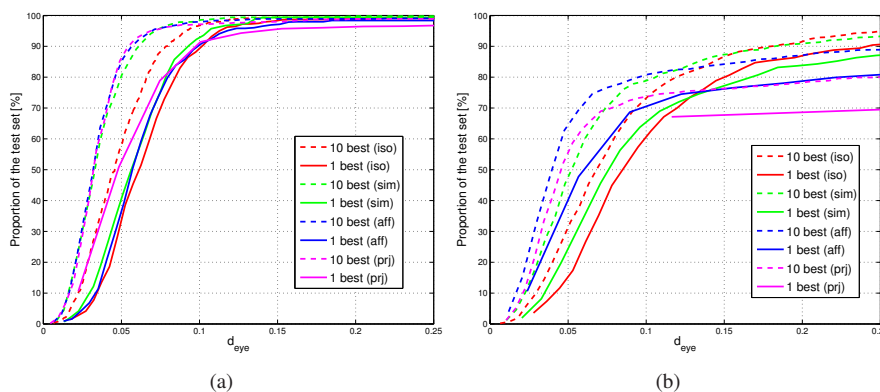 Proportion of the test set [%]
100
90
80
70
60
50
40
30
20
10
0
0
0.05
0.1
0.15
0.2
0.25
d_eye
10 best (iso)
1 best (iso)
10 best (sim)
1 best (sim)
10 best (aff)
1 best (aff)
10 best (prj)
1 best (prj)
(a)
Proportion of the test set [%]
100
90
80
70
60
50
40
30
20
10
0
0
0.05
0.1
0.15
0.2
0.25
d_eye
10 best (iso)
1 best (iso)
10 best (sim)
1 best (sim)
10 best (aff)
1 best (aff)
10 best (prj)
1 best (prj)
(b)